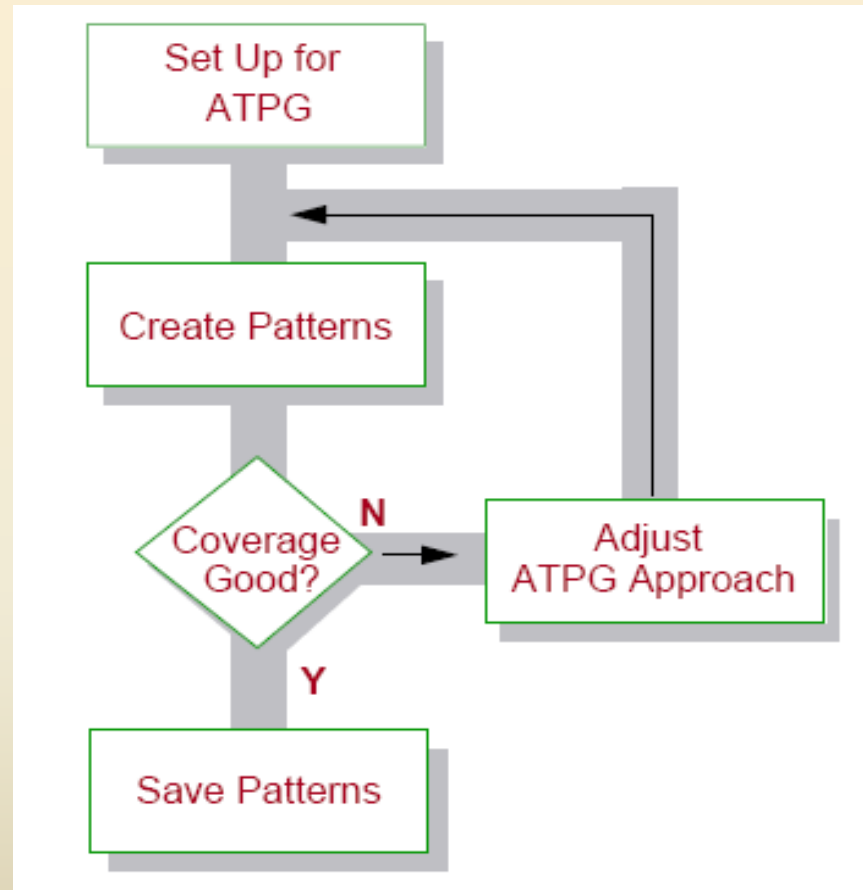 Set Up for
ATPG
Create Patterns
Coverage
Good?
N
Adjust
ATPG Approach
Y
Save Patterns